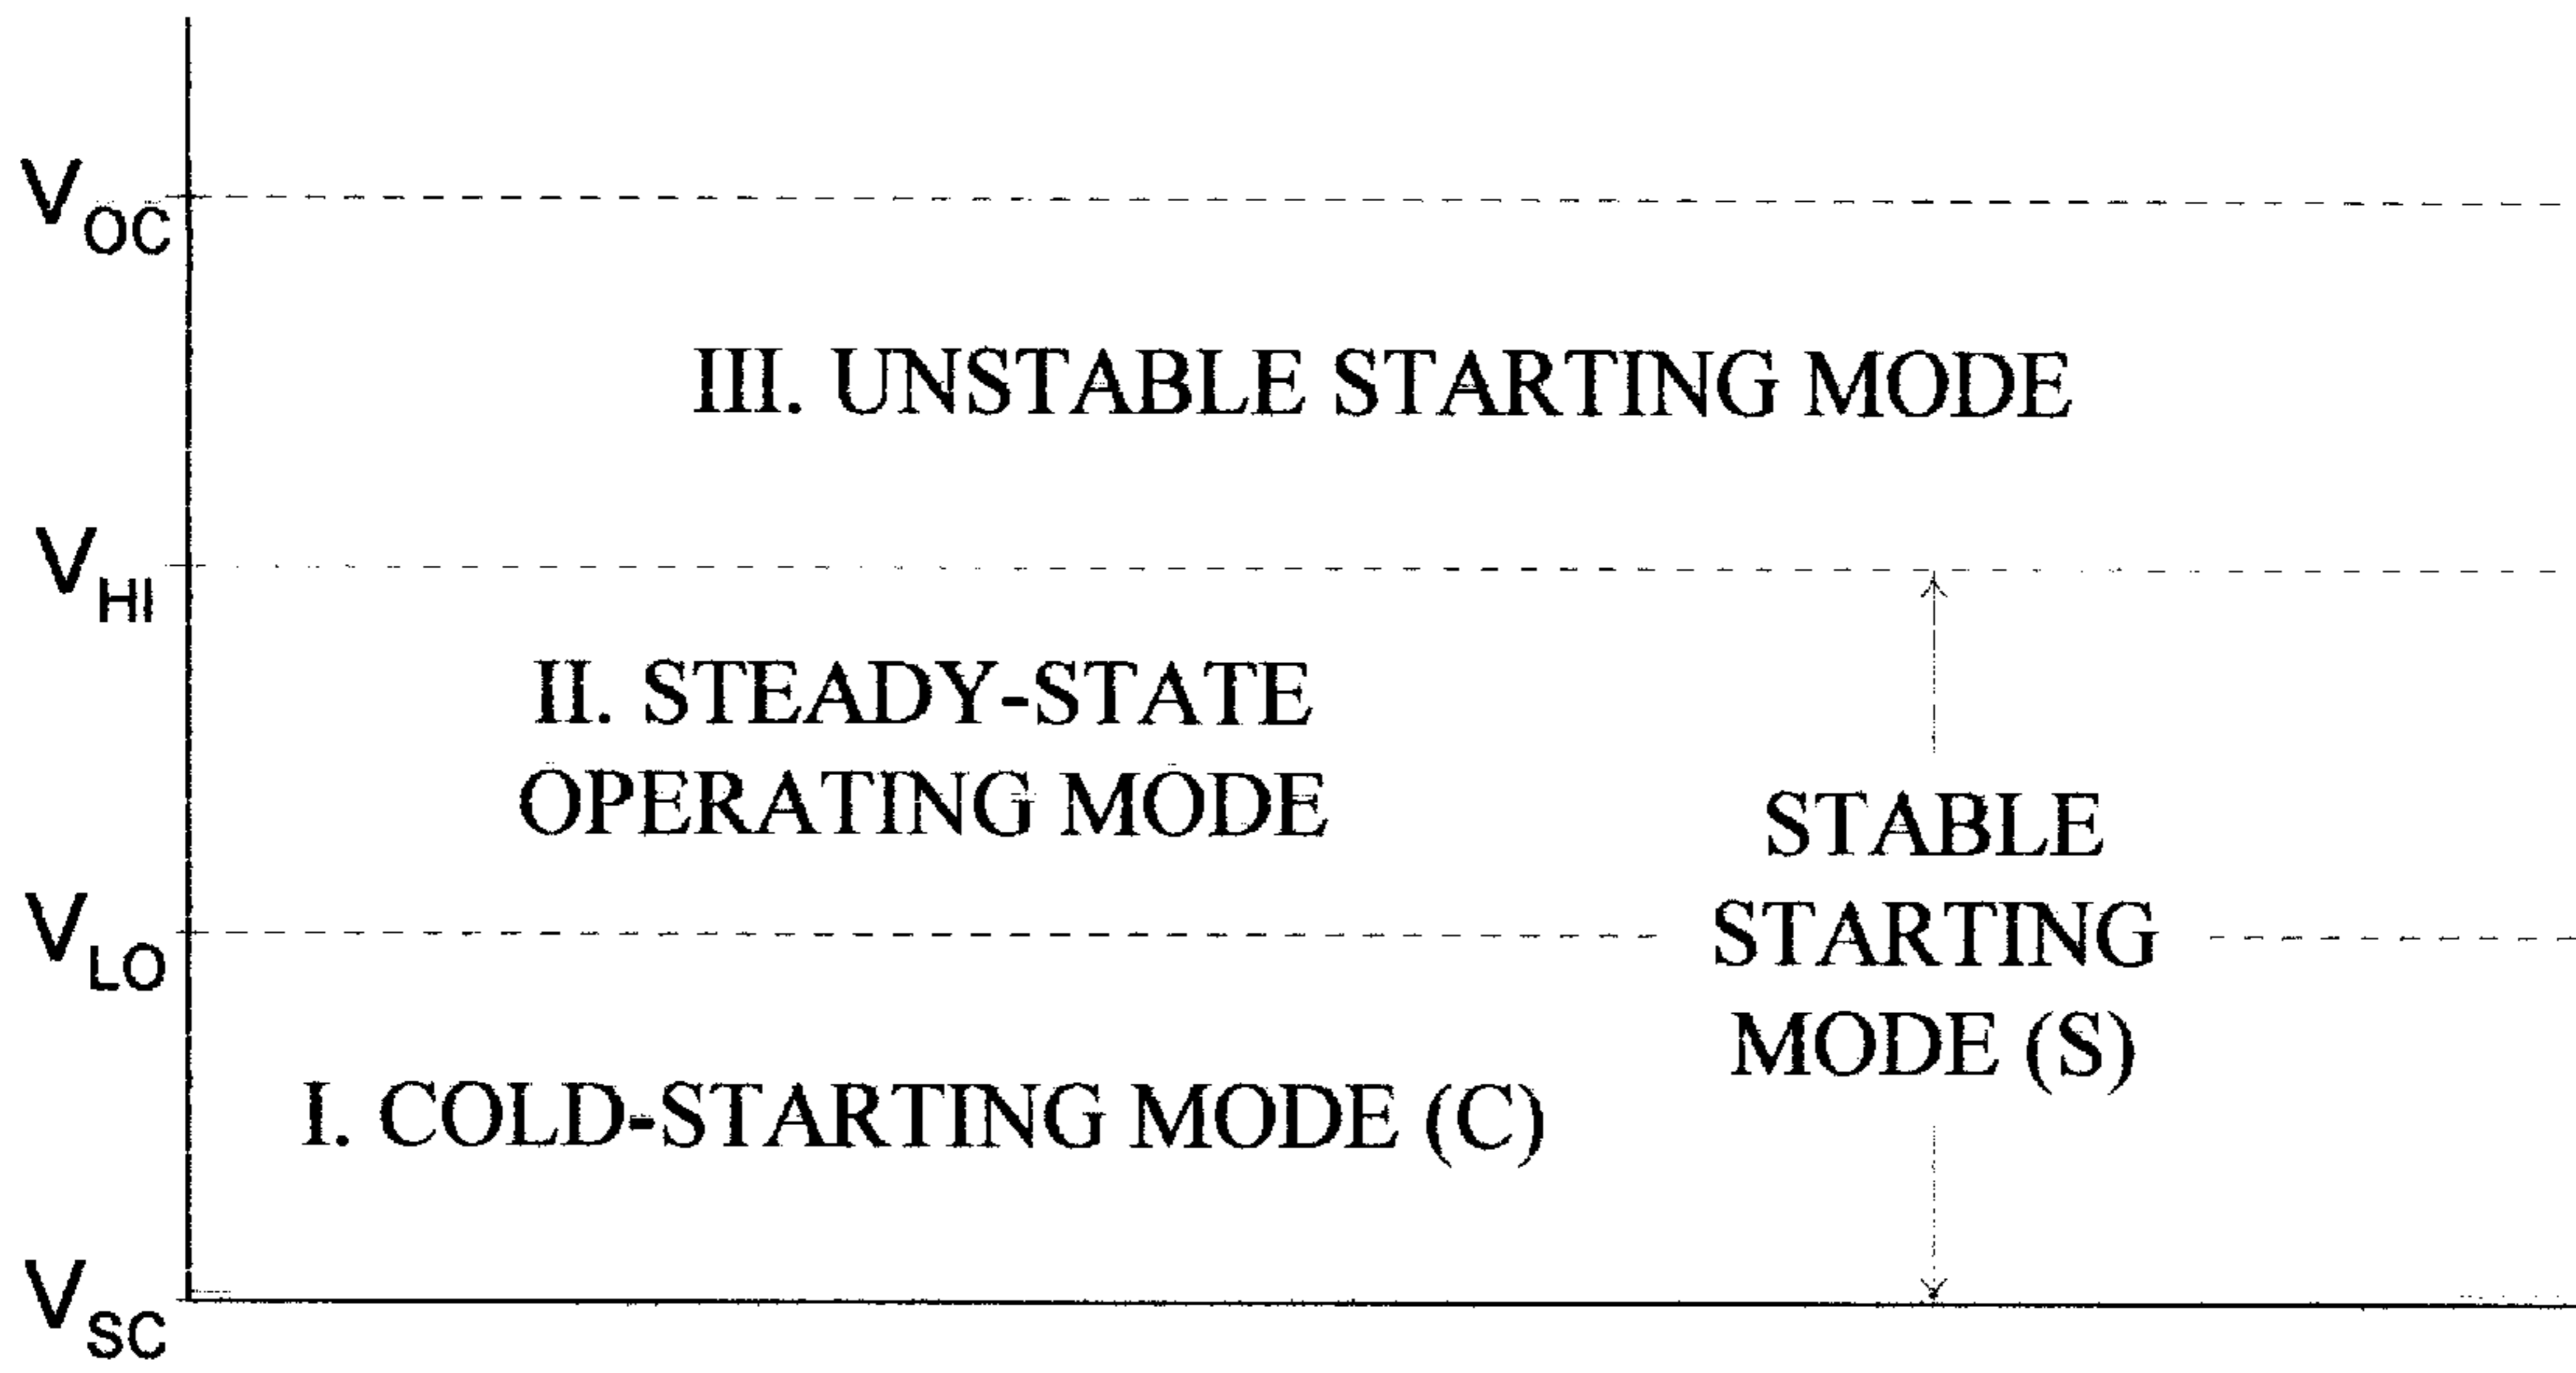 V_OC
III. UNSTABLE STARTING MODE
V_HI
II. STEADY-STATE
OPERATING MODE
STABLE
STARTING
MODE (S)
V_LO
I. COLD-STARTING MODE (C)
V_SC